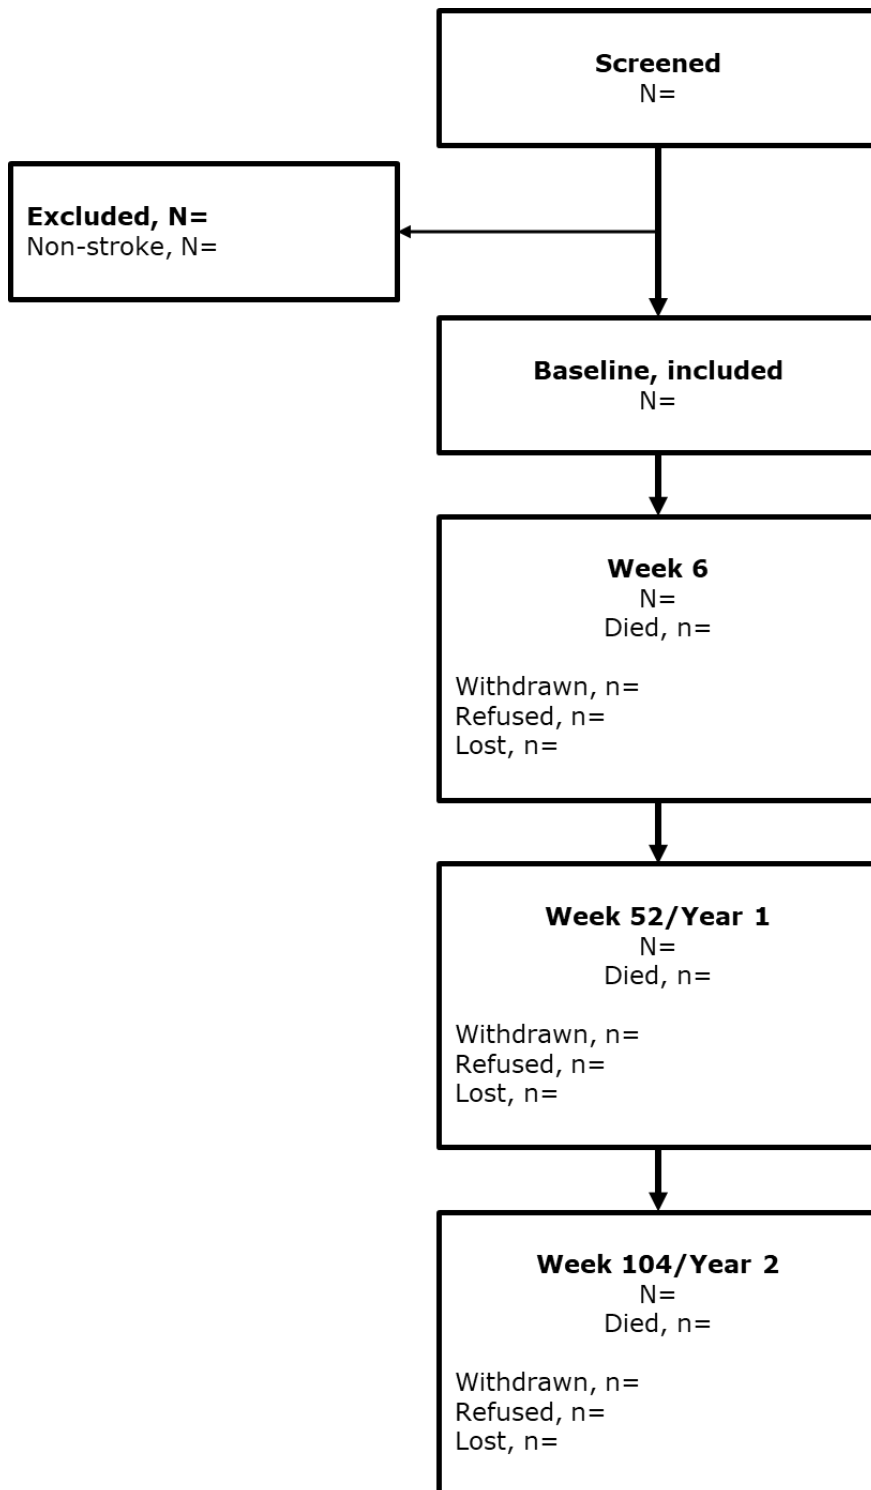 Screened
N=
Excluded, N=
Non-stroke, N=
Baseline, included
N=
Week 6
N=
Died, n=
Withdrawn, n=
Refused, n=
Lost, n=
Week 52/Year 1
N=
Died, n=
Withdrawn, n=
Refused, n=
Lost, n=
Week 104/Year 2
N=
Died, n=
Withdrawn, n=
Refused, n=
Lost, n=